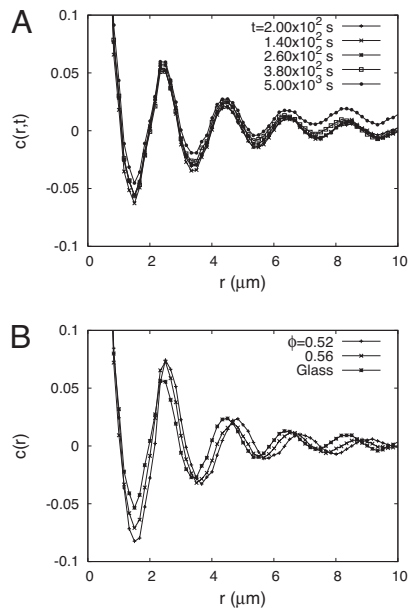 A
t=2.00x10² s
1.40x10² s
2.60x10² s
3.80x10² s
5.00x10³ s
0.1
0.05
0
-0.05
-0.1
c(r,t)
0 2 4 6 8 10
r (μm)
B
ϕ=0.52
0.56
Glass
0.1
0.05
0
-0.05
-0.1
c(r)
0 2 4 6 8 10
r (μm)